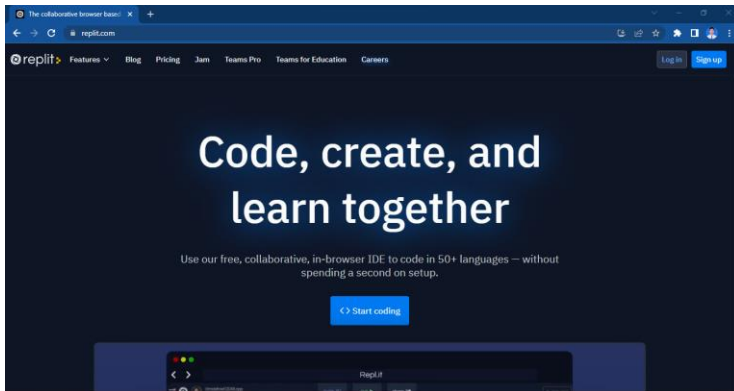 The collaborative browser based
replit.com
replit Features Blog Pricing Jam Teams Pro Teams for Education Careers Log in Sign up
Code, create, and
learn together
Use our free, collaborative, in-browser IDE to code in 50+ languages — without
spending a second on setup.
<> Start coding
Repl.it